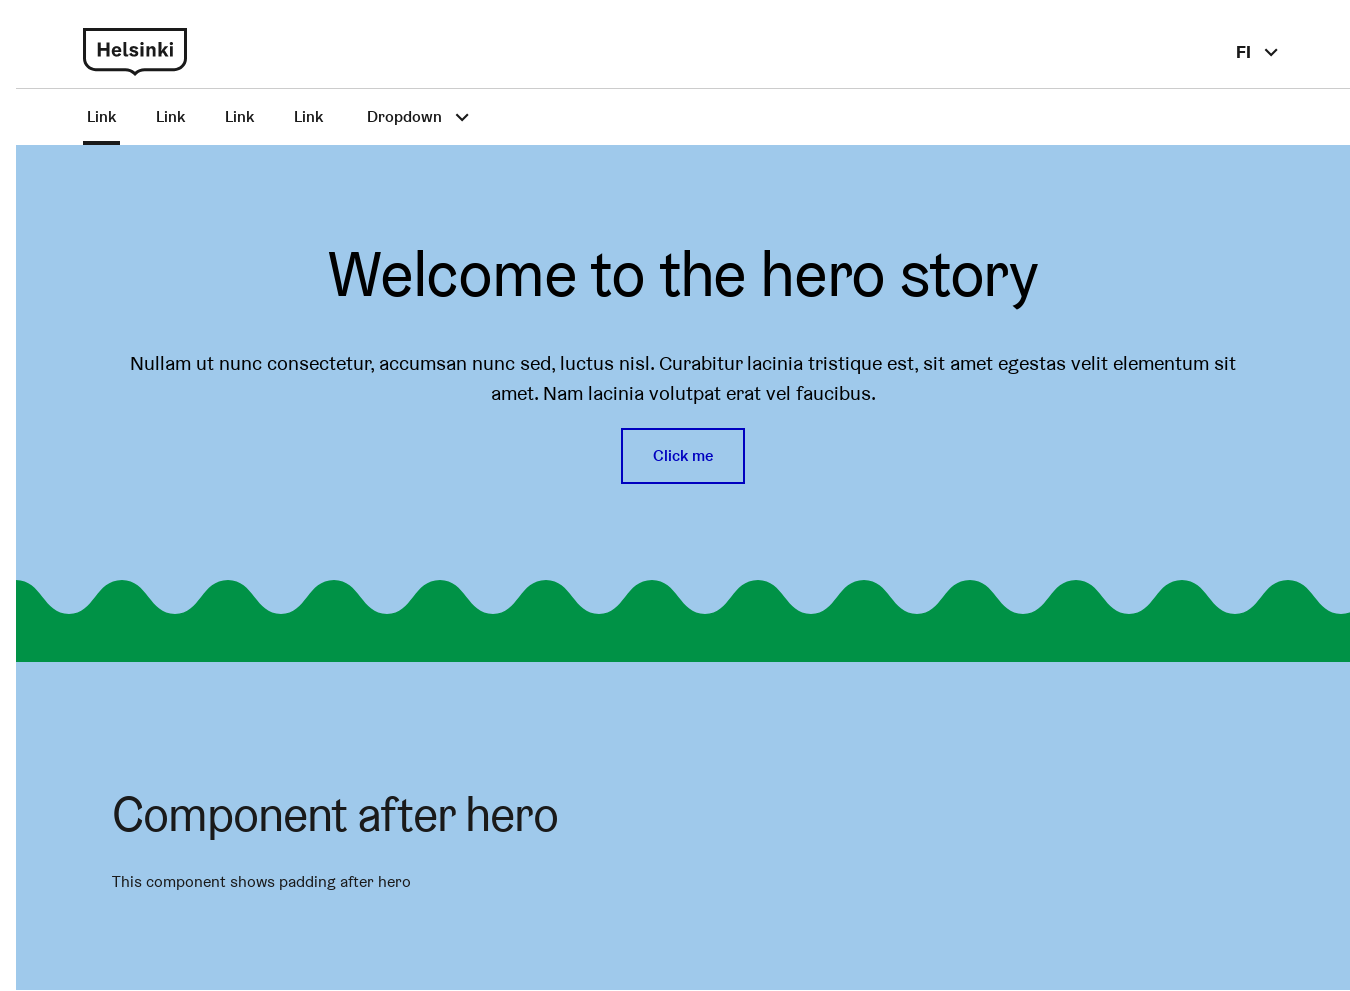 Helsinki
FI
Link Link Link Link Dropdown
Welcome to the hero story
Nullam ut nunc consectetur, accumsan nunc sed, luctus nisl. Curabitur lacinia tristique est, sit amet egestas velit elementum sit
amet. Nam lacinia volutpat erat vel faucibus.
Click me
Component after hero
This component shows padding after hero